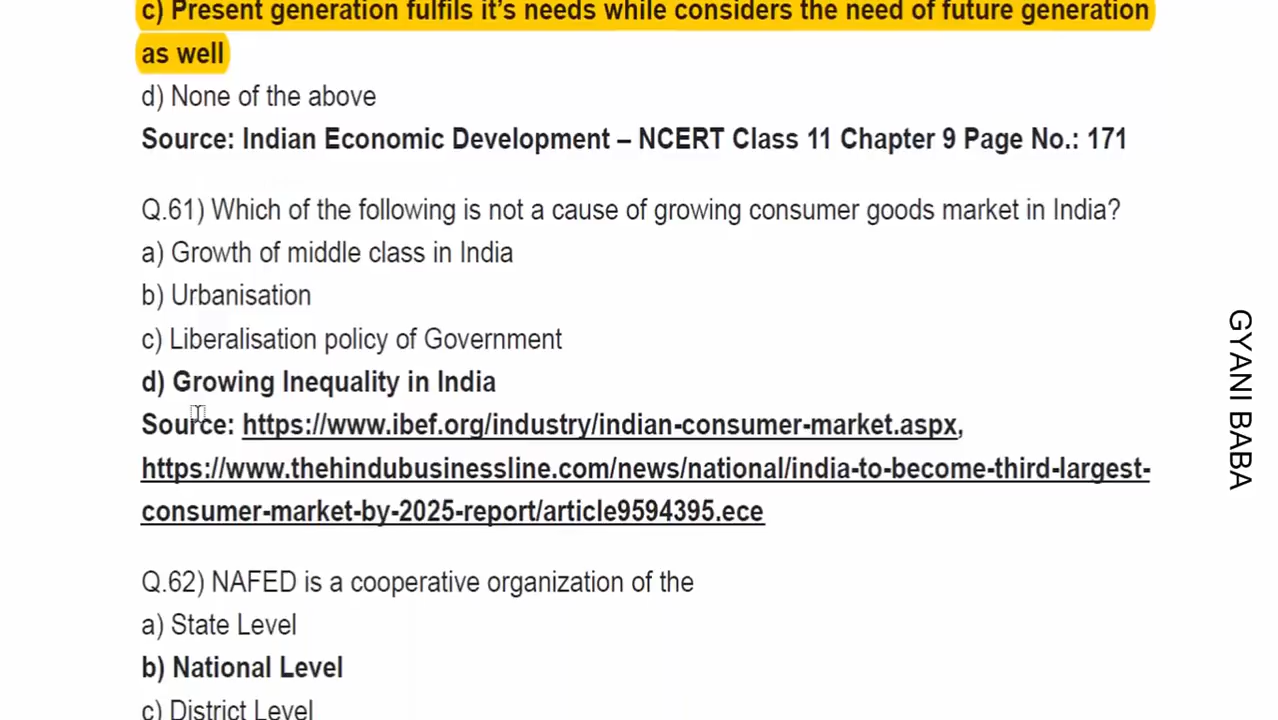 c) Present generation fulfils it's needs while considers the need of future generation
as well
d) None of the above
Source: Indian Economic Development – NCERT Class 11 Chapter 9 Page No.: 171
Q.61) Which of the following is not a cause of growing consumer goods market in India?
a) Growth of middle class in India
b) Urbanisation
c) Liberalisation policy of Government
d) Growing Inequality in India
Source: https://www.ibef.org/industry/indian-consumer-market.aspx,
https://www.thehindubusinessline.com/news/national/india-to-become-third-largest-
consumer-market-by-2025-report/article9594395.ece
Q.62) NAFED is a cooperative organization of the
a) State Level
b) National Level
c) District Level
GYANI BABA